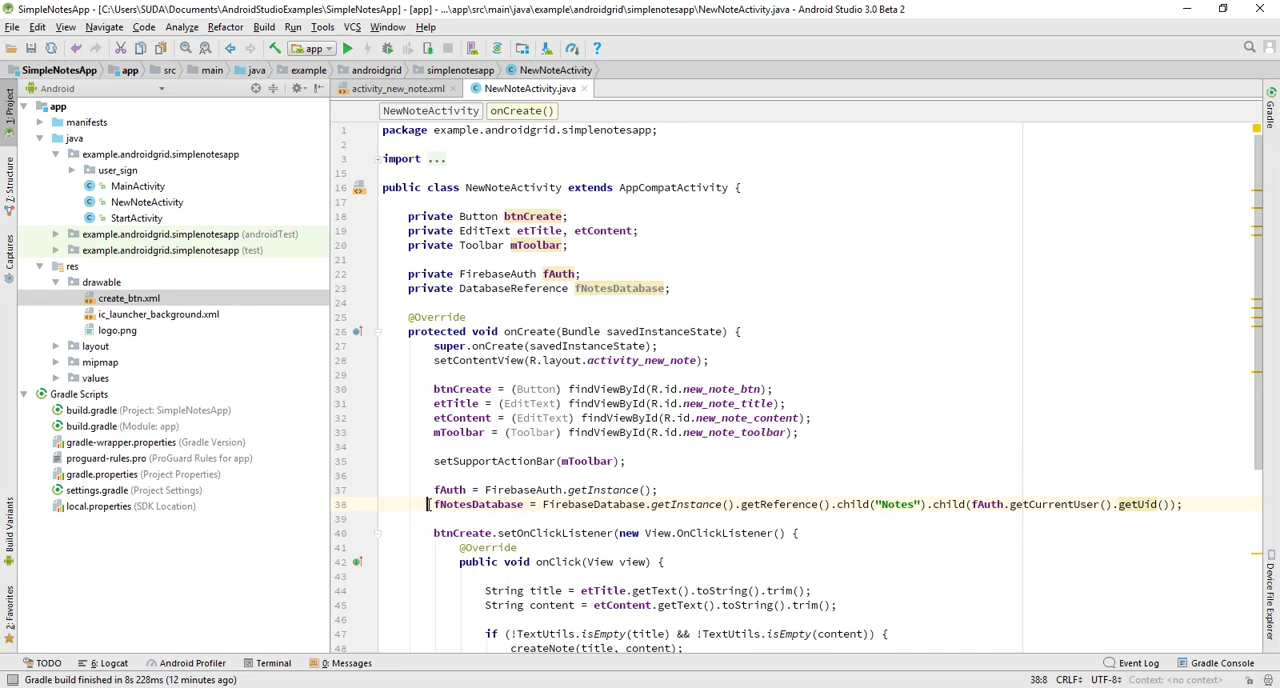 SimpleNotesApp - [C:\Users\SUDA\Documents\AndroidStudioExamples\SimpleNotesApp] - [app] - ...\app\src\main\java\example\androidgrid\simplenotesapp\NewNoteActivity.java - Android Studio 3.0 Beta 2
File Edit View Navigate Code Analyze Refactor Build Run Tools VCS Window Help
app
SimpleNotesApp app src main java example androidgrid simplenotesapp NewNoteActivity
Android activity_new_note.xml NewNoteActivity.java
NewNoteActivity onCreate()
1: Project
7: Structure
Captures
Build Variants
2: Favorites
Gradle
Device File Explorer
app
manifests
java
example.androidgrid.simplenotesapp
user_sign
MainActivity
NewNoteActivity
StartActivity
example.androidgrid.simplenotesapp (androidTest)
example.androidgrid.simplenotesapp (test)
res
drawable
create_btn.xml
ic_launcher_background.xml
logo.png
layout
mipmap
values
Gradle Scripts
build.gradle (Project: SimpleNotesApp)
build.gradle (Module: app)
gradle-wrapper.properties (Gradle Version)
proguard-rules.pro (ProGuard Rules for app)
gradle.properties (Project Properties)
settings.gradle (Project Settings)
local.properties (SDK Location)
1 package example.androidgrid.simplenotesapp;
2
3 import ...
15
16 public class NewNoteActivity extends AppCompatActivity {
17
18 private Button btnCreate;
19 private EditText etTitle, etContent;
20 private Toolbar mToolbar;
21
22 private FirebaseAuth fAuth;
23 private DatabaseReference fNotesDatabase;
24
25 @Override
26 protected void onCreate(Bundle savedInstanceState) {
27 super.onCreate(savedInstanceState);
28 setContentView(R.layout.activity_new_note);
29
30 btnCreate = (Button) findViewById(R.id.new_note_btn);
31 etTitle = (EditText) findViewById(R.id.new_note_title);
32 etContent = (EditText) findViewById(R.id.new_note_content);
33 mToolbar = (Toolbar) findViewById(R.id.new_note_toolbar);
34
35 setSupportActionBar(mToolbar);
36
37 fAuth = FirebaseAuth.getInstance();
38 fNotesDatabase = FirebaseDatabase.getInstance().getReference().child("Notes").child(fAuth.getCurrentUser().getUid());
39
40 btnCreate.setOnClickListener(new View.OnClickListener() {
41 @Override
42 public void onClick(View view) {
43
44 String title = etTitle.getText().toString().trim();
45 String content = etContent.getText().toString().trim();
46
47 if (!TextUtils.isEmpty(title) && !TextUtils.isEmpty(content)) {
48 createNote(title, content);
TODO 6: Logcat Android Profiler Terminal 0: Messages Event Log Gradle Console
Gradle build finished in 8s 228ms (12 minutes ago) 38:8 CRLF UTF-8 Context: <no context>